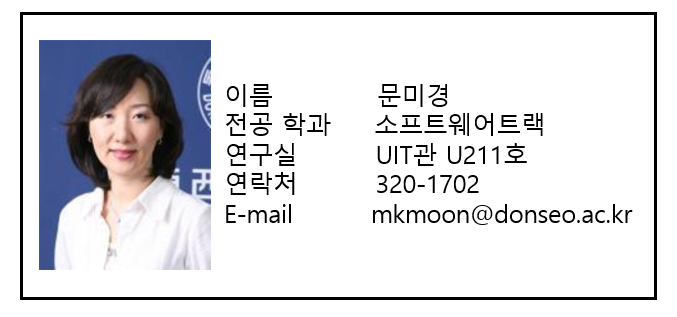 이름 문미경
전공 학과 소프트웨어트랙
연구실 UIT관 U211호
연락처 320-1702
E-mail mkmoon@donseo.ac.kr